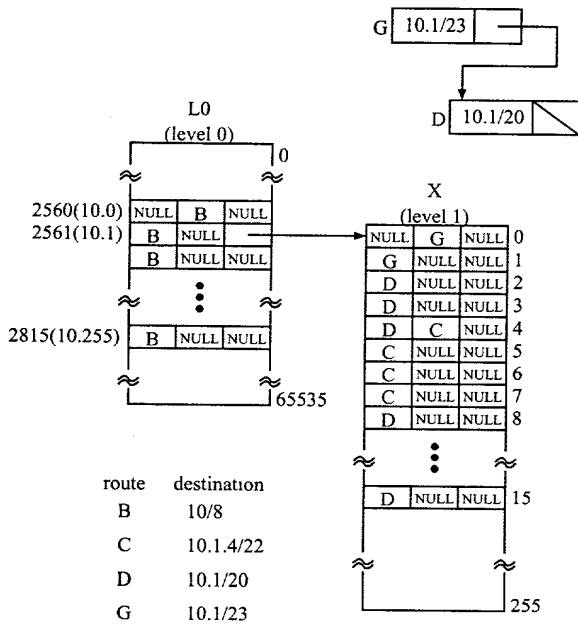 G 10.1/23
D 10.1/20
L0
(level 0)
0
2560(10.0) NULL B NULL
2561(10.1) B NULL
B NULL NULL
2815(10.255) B NULL NULL
65535
X
(level 1)
NULL G NULL 0
G NULL NULL 1
D NULL NULL 2
D NULL NULL 3
D C NULL 4
C NULL NULL 5
C NULL NULL 6
C NULL NULL 7
D NULL NULL 8
D NULL NULL 15
255
route destination
B 10/8
C 10.1.4/22
D 10.1/20
G 10.1/23